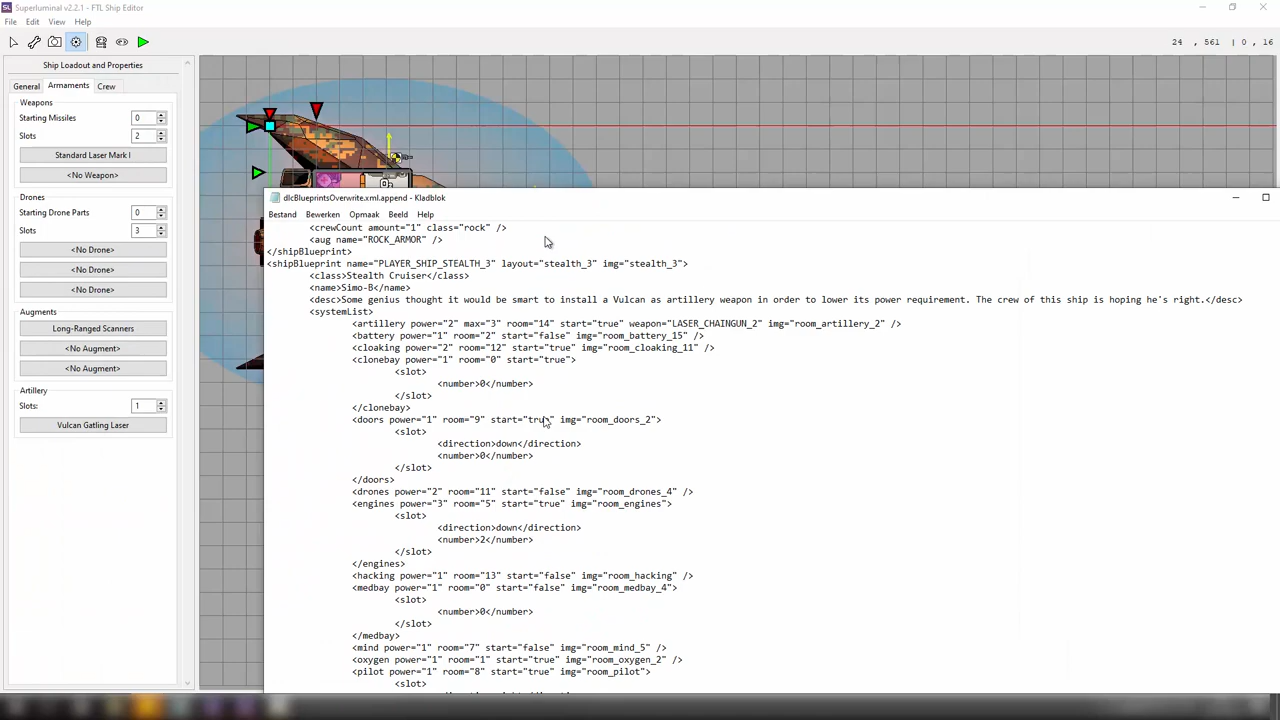 Superluminal v2.2.1 - FTL Ship Editor
File Edit View Help
24 , 561 | 0 , 16
Ship Loadout and Properties
General Armaments Crew
Weapons
Starting Missiles 0
Slots 2
Standard Laser Mark I
<No Weapon>
Drones
Starting Drone Parts 0
Slots 3
<No Drone>
<No Drone>
<No Drone>
Augments
Long-Ranged Scanners
<No Augment>
<No Augment>
Artillery
Slots: 1
Vulcan Gatling Laser
dlcBlueprintsOverwrite.xml.append - Kladblok
Bestand Bewerken Opmaak Beeld Help
<crewCount amount="1" class="rock" />
<aug name="ROCK_ARMOR" />
</shipBlueprint>
<shipBlueprint name="PLAYER_SHIP_STEALTH_3" layout="stealth_3" img="stealth_3">
<class>Stealth Cruiser</class>
<name>Simo-B</name>
<desc>Some genius thought it would be smart to install a Vulcan as artillery weapon in order to lower its power requirement. The crew of this ship is hoping he's right.</desc>
<systemList>
<artillery power="2" max="3" room="14" start="true" weapon="LASER_CHAINGUN_2" img="room_artillery_2" />
<battery power="1" room="2" start="false" img="room_battery_15" />
<cloaking power="2" room="12" start="true" img="room_cloaking_11" />
<clonebay power="1" room="0" start="true">
<slot>
<number>0</number>
</slot>
</clonebay>
<doors power="1" room="9" start="true" img="room_doors_2">
<slot>
<direction>down</direction>
<number>0</number>
</slot>
</doors>
<drones power="2" room="11" start="false" img="room_drones_4" />
<engines power="3" room="5" start="true" img="room_engines">
<slot>
<direction>down</direction>
<number>2</number>
</slot>
</engines>
<hacking power="1" room="13" start="false" img="room_hacking" />
<medbay power="1" room="0" start="false" img="room_medbay_4">
<slot>
<number>0</number>
</slot>
</medbay>
<mind power="1" room="7" start="false" img="room_mind_5" />
<oxygen power="1" room="1" start="true" img="room_oxygen_2" />
<pilot power="1" room="8" start="true" img="room_pilot">
<slot>